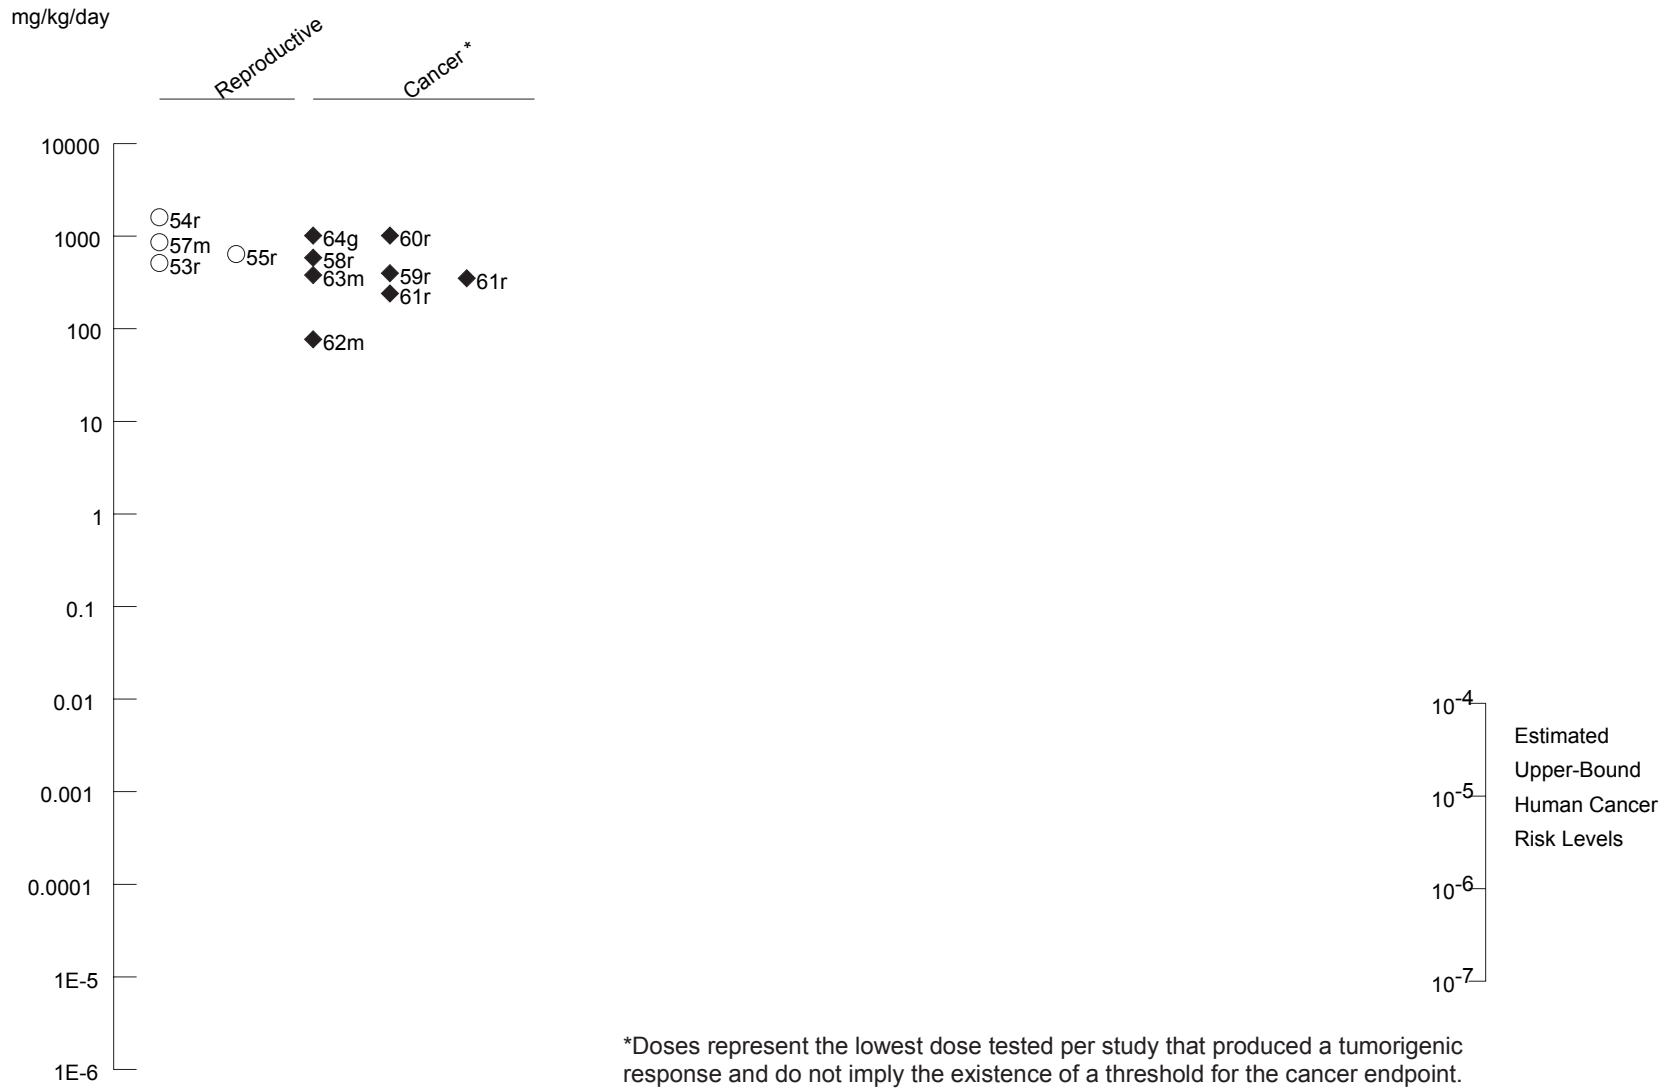 mg/kg/day
Reproductive
Cancer *
10000
54r
1000
57m
53r
55r
64g
60r
58r
63m
59r
61r
61r
100
62m
10
1
0.1
0.01
0.001
0.0001
1E-5
1E-6
10-4
10-5
10-6
10-7
Estimated
Upper-Bound
Human Cancer
Risk Levels
*Doses represent the lowest dose tested per study that produced a tumorigenic
response and do not imply the existence of a threshold for the cancer endpoint.